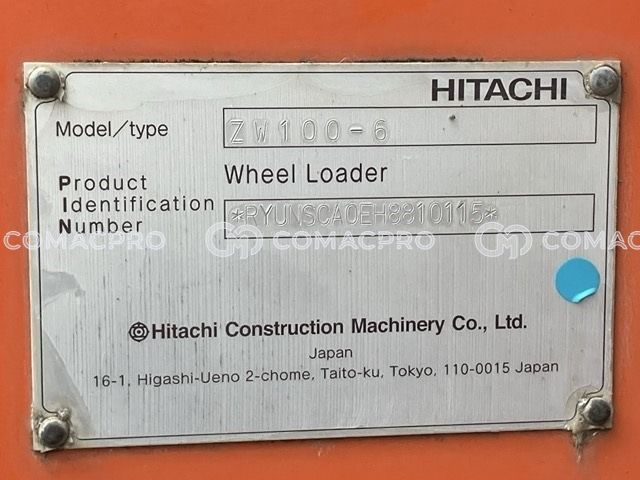 HITACHI
Model/type ZW100-6
Wheel Loader
Product
Identification *RYUNSCA0EH8810115*
Number
COMACPRO COMACPRO COMACPRO
Hitachi Construction Machinery Co., Ltd.
Japan
16-1, Higashi-Ueno 2-chome, Taito-ku, Tokyo, 110-0015 Japan